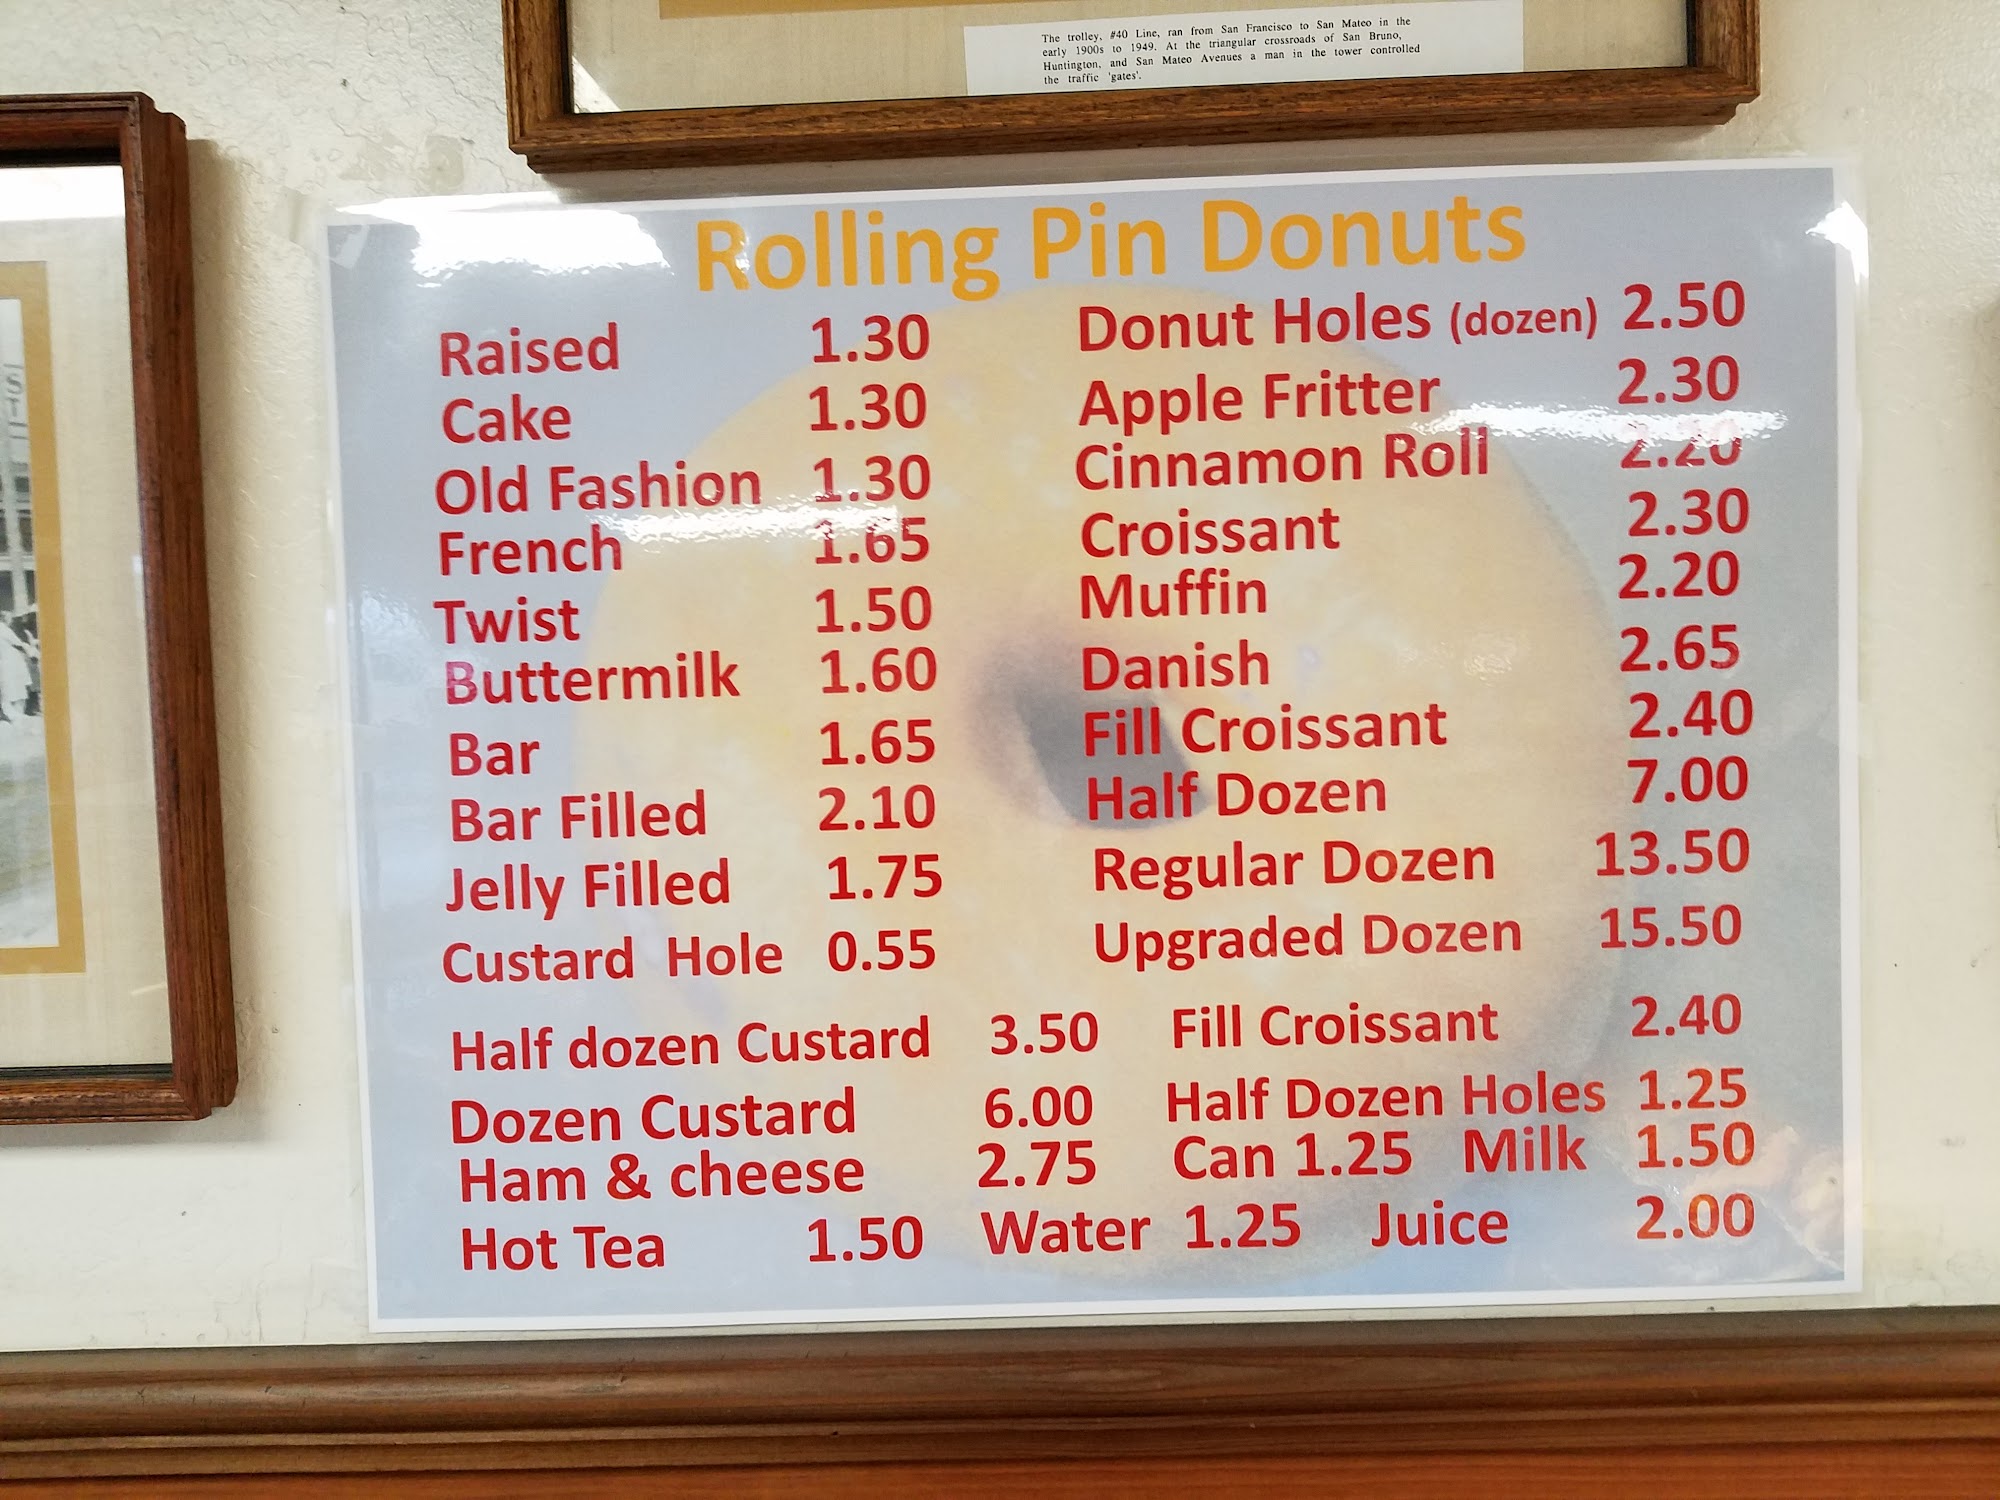 The trolley, #40 Line, ran from San Francisco to San Mateo in the
early 1900s to 1949. At the triangular crossroads of San Bruno,
Huntington, and San Mateo Avenues a man in the tower controlled
the traffic 'gates'.
Rolling Pin Donuts
Raised 1.30
Cake 1.30
Old Fashion 1.30
French 1.65
Twist 1.50
Buttermilk 1.60
Bar 1.65
Bar Filled 2.10
Jelly Filled 1.75
Custard Hole 0.55
Donut Holes (dozen) 2.50
Apple Fritter 2.30
Cinnamon Roll 2.20
Croissant 2.30
Muffin 2.20
Danish 2.65
Fill Croissant 2.40
Half Dozen 7.00
Regular Dozen 13.50
Upgraded Dozen 15.50
Half dozen Custard 3.50 Fill Croissant 2.40
Dozen Custard 6.00 Half Dozen Holes 1.25
Ham & cheese 2.75 Can 1.25 Milk 1.50
Hot Tea 1.50 Water 1.25 Juice 2.00